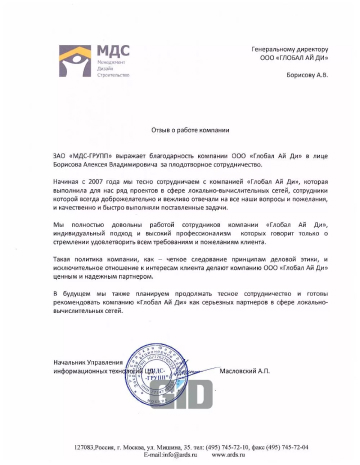 МДС
Менеджмент
Дизайн
Строительство
Генеральному директору
ООО «ГЛОБАЛ АЙ ДИ»
Борисову А.В.
Отзыв о работе компании
ЗАО «МДС-ГРУПП» выражает благодарность компании ООО «Глобал Ай Ди» в лице
Борисова Алексея Владимировича за плодотворное сотрудничество.
Начиная с 2007 года мы тесно сотрудничаем с компанией «Глобал Ай Ди», которая
выполнила для нас ряд проектов в сфере локально-вычислительных сетей, сотрудники
которой всегда доброжелательно и вежливо отвечали на все наши вопросы и пожелания,
и качественно и быстро выполняли поставленные задачи.
Мы полностью довольны работой сотрудников компании «Глобал Ай Ди»,
индивидуальный подход и высокий профессионализм которых говорит только о
стремлении удовлетворить всем требованиям и пожеланиям клиента.
Такая политика компании, как – четкое следование принципам деловой этики, и
исключительное отношение к интересам клиента делают компанию ООО «Глобал Ай Ди»
ценным и надежным партнером.
В будущем мы также планируем продолжать тесное сотрудничество и готовы
рекомендовать компанию «Глобал Ай Ди» как серьезных партнеров в сфере локально-
вычислительных сетей.
Начальник Управления
информационных технологий ЦД
Масловский А.П.
"МДС-
ГРУПП"
GID
127083,Россия, г. Москва, ул. Мишина, 35. тел: (495) 745-72-10, факс (495) 745-72-04
E-mail:info@ards.ru www.ards.ru